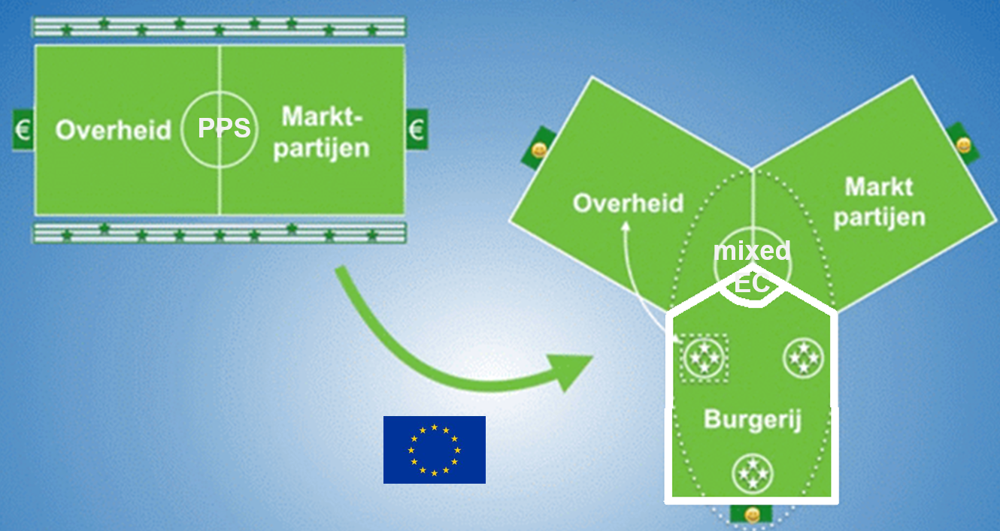 €
Overheid
PPS
Markt-
partijen
€
Overheid
Markt
partijen
mixed
EC
Burgerij